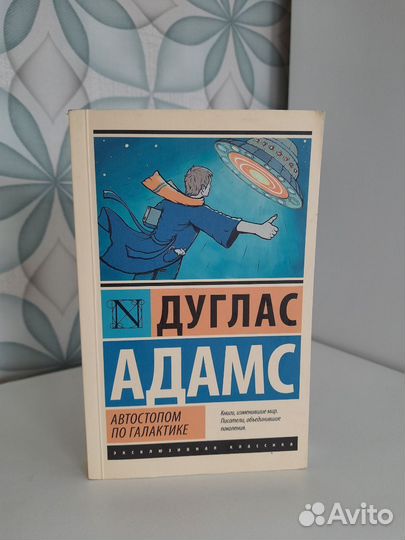 N
ДУГЛАС
АДАМС
АВТОСТОПОМ
ПО ГАЛАКТИКЕ
Книги, изменившие мир.
Писатели, объединившие
поколения.
ЭКСКЛЮЗИВНАЯ КЛАССИКА
Avito